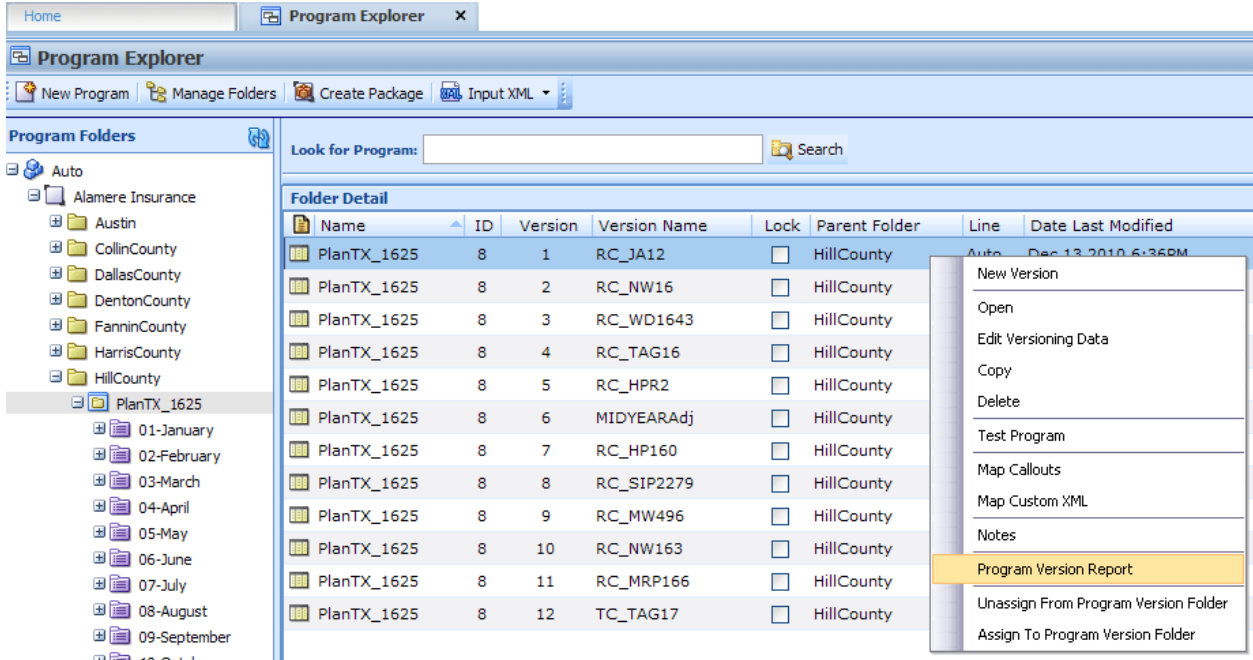 Home Program Explorer x
Program Explorer
New Program Manage Folders Create Package XML Input XML
Program Folders
Look for Program: Search
Auto
Alamere Insurance
Austin
CollinCounty
DallasCounty
DentonCounty
FanninCounty
HarrisCounty
HillCounty
PlanTX_1625
01-January
02-February
03-March
04-April
05-May
06-June
07-July
08-August
09-September
Folder Detail
Name ID Version Version Name Lock Parent Folder Line Date Last Modified
PlanTX_1625 8 1 RC_JA12 HillCounty Auto Dec 13 2010 6:36PM
PlanTX_1625 8 2 RC_NW16 HillCounty
PlanTX_1625 8 3 RC_WD1643 HillCounty
PlanTX_1625 8 4 RC_TAG16 HillCounty
PlanTX_1625 8 5 RC_HPR2 HillCounty
PlanTX_1625 8 6 MIDYEARAdj HillCounty
PlanTX_1625 8 7 RC_HP160 HillCounty
PlanTX_1625 8 8 RC_SIP2279 HillCounty
PlanTX_1625 8 9 RC_MW496 HillCounty
PlanTX_1625 8 10 RC_NW163 HillCounty
PlanTX_1625 8 11 RC_MRP166 HillCounty
PlanTX_1625 8 12 TC_TAG17 HillCounty
New Version
Open
Edit Versioning Data
Copy
Delete
Test Program
Map Callouts
Map Custom XML
Notes
Program Version Report
Unassign From Program Version Folder
Assign To Program Version Folder